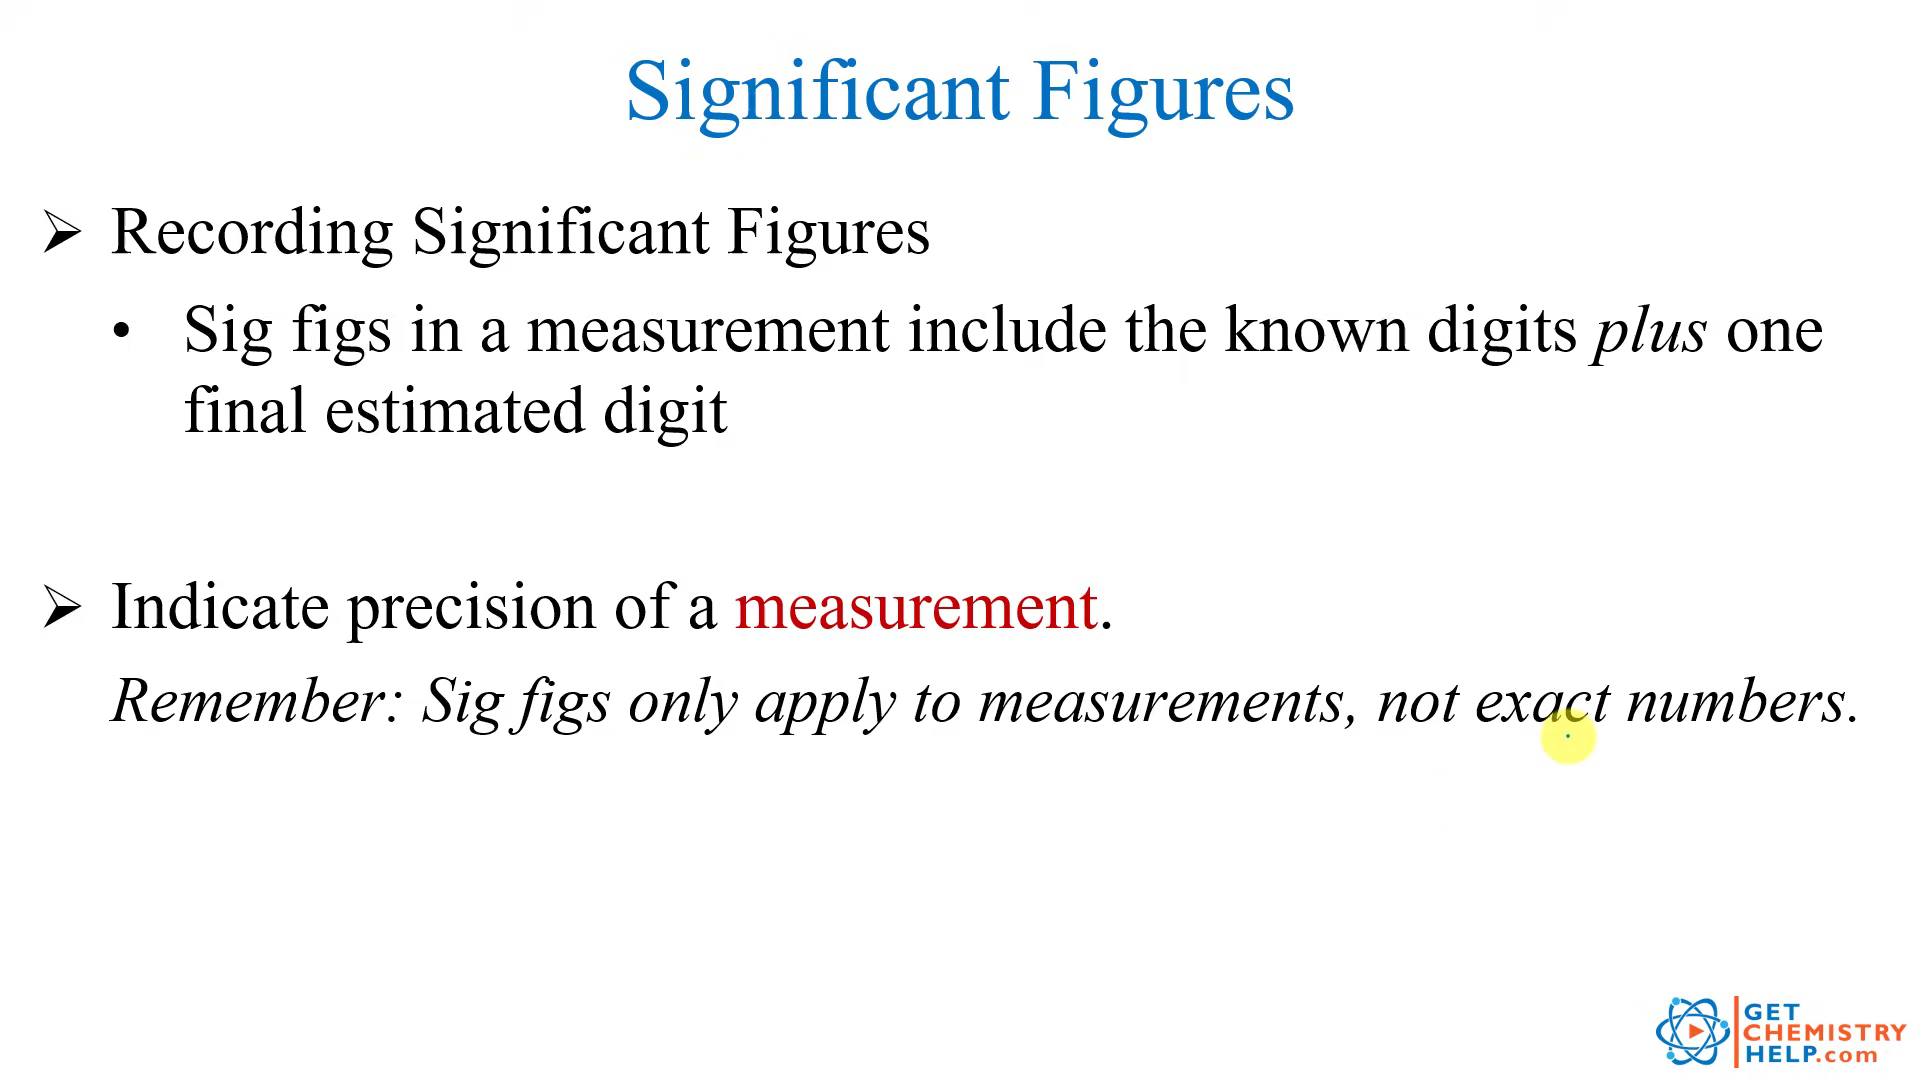 Significant Figures
➢ Recording Significant Figures
• Sig figs in a measurement include the known digits plus one
final estimated digit
➢ Indicate precision of a measurement.
Remember: Sig figs only apply to measurements, not exact numbers.
GET
CHEMISTRY
HELP.com